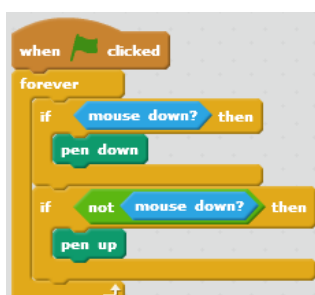 when clicked
forever
if mouse down? then
pen down
if not mouse down? then
pen up